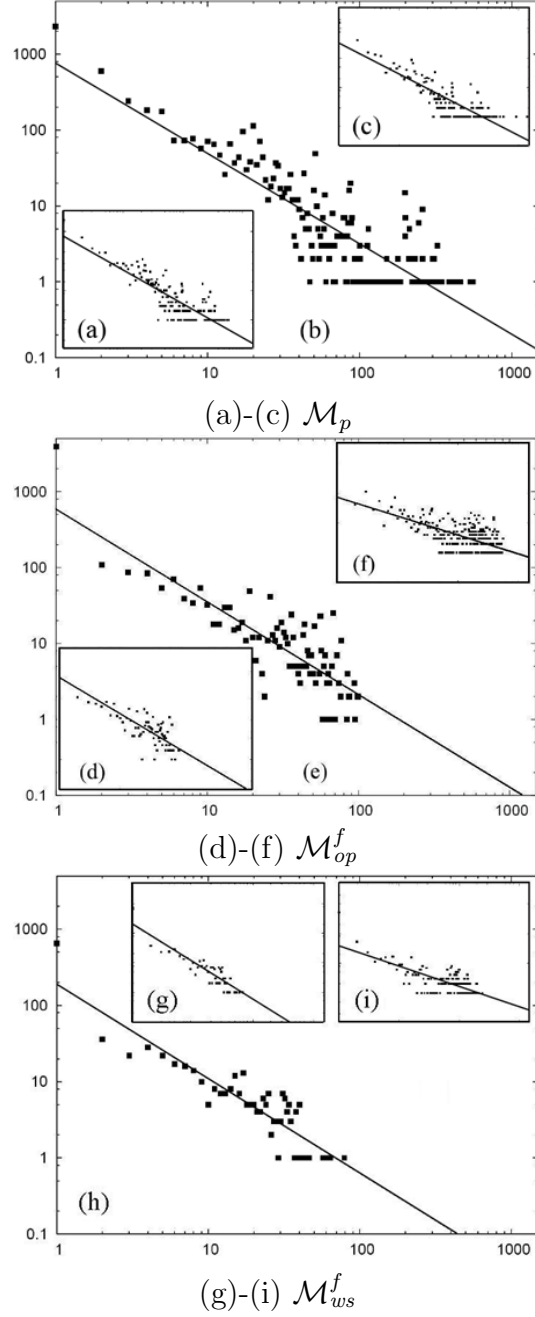 1000
100
10
1
0.1
(a)
(b)
(c)
1 10 100 1000
(a)-(c) $\mathcal{M}_p$
1000
100
10
1
0.1
(f)
(d)
(e)
1 10 100 1000
(d)-(f) $\mathcal{M}_{op}^f$
1000
100
10
1
0.1
(g)
(i)
(h)
1 10 100 1000
(g)-(i) $\mathcal{M}_{ws}^f$